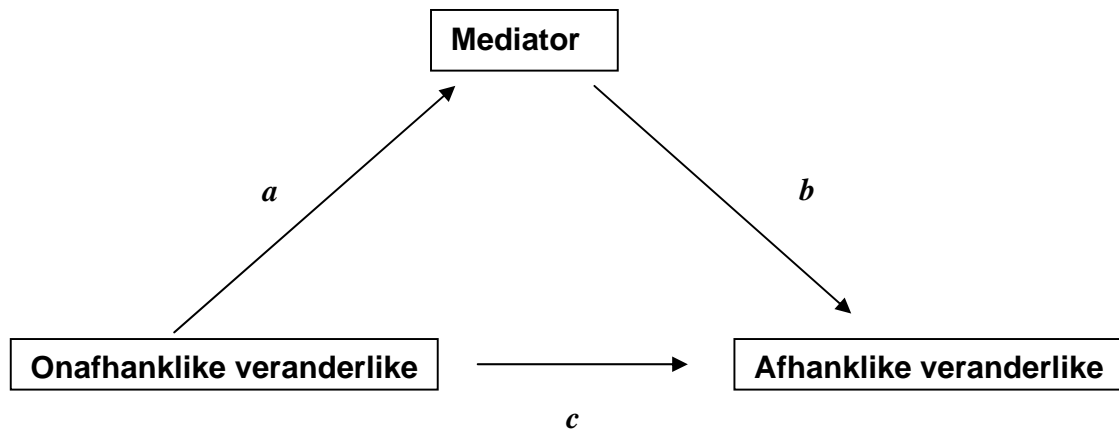 Mediator
a
b
Onafhanklike veranderlike
Afhanklike veranderlike
c